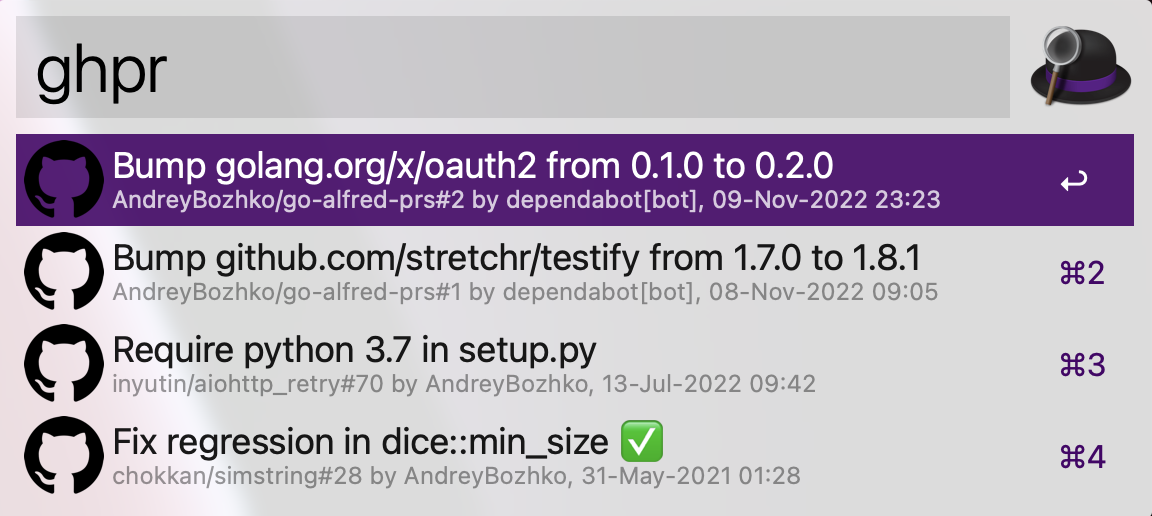 ghpr
Bump golang.org/x/oauth2 from 0.1.0 to 0.2.0
AndreyBozhko/go-alfred-prs#2 by dependabot[bot], 09-Nov-2022 23:23
↩
Bump github.com/stretchr/testify from 1.7.0 to 1.8.1
AndreyBozhko/go-alfred-prs#1 by dependabot[bot], 08-Nov-2022 09:05
⌘2
Require python 3.7 in setup.py
inyutin/aiohttp_retry#70 by AndreyBozhko, 13-Jul-2022 09:42
⌘3
Fix regression in dice::min_size ✅
chokkan/simstring#28 by AndreyBozhko, 31-May-2021 01:28
⌘4